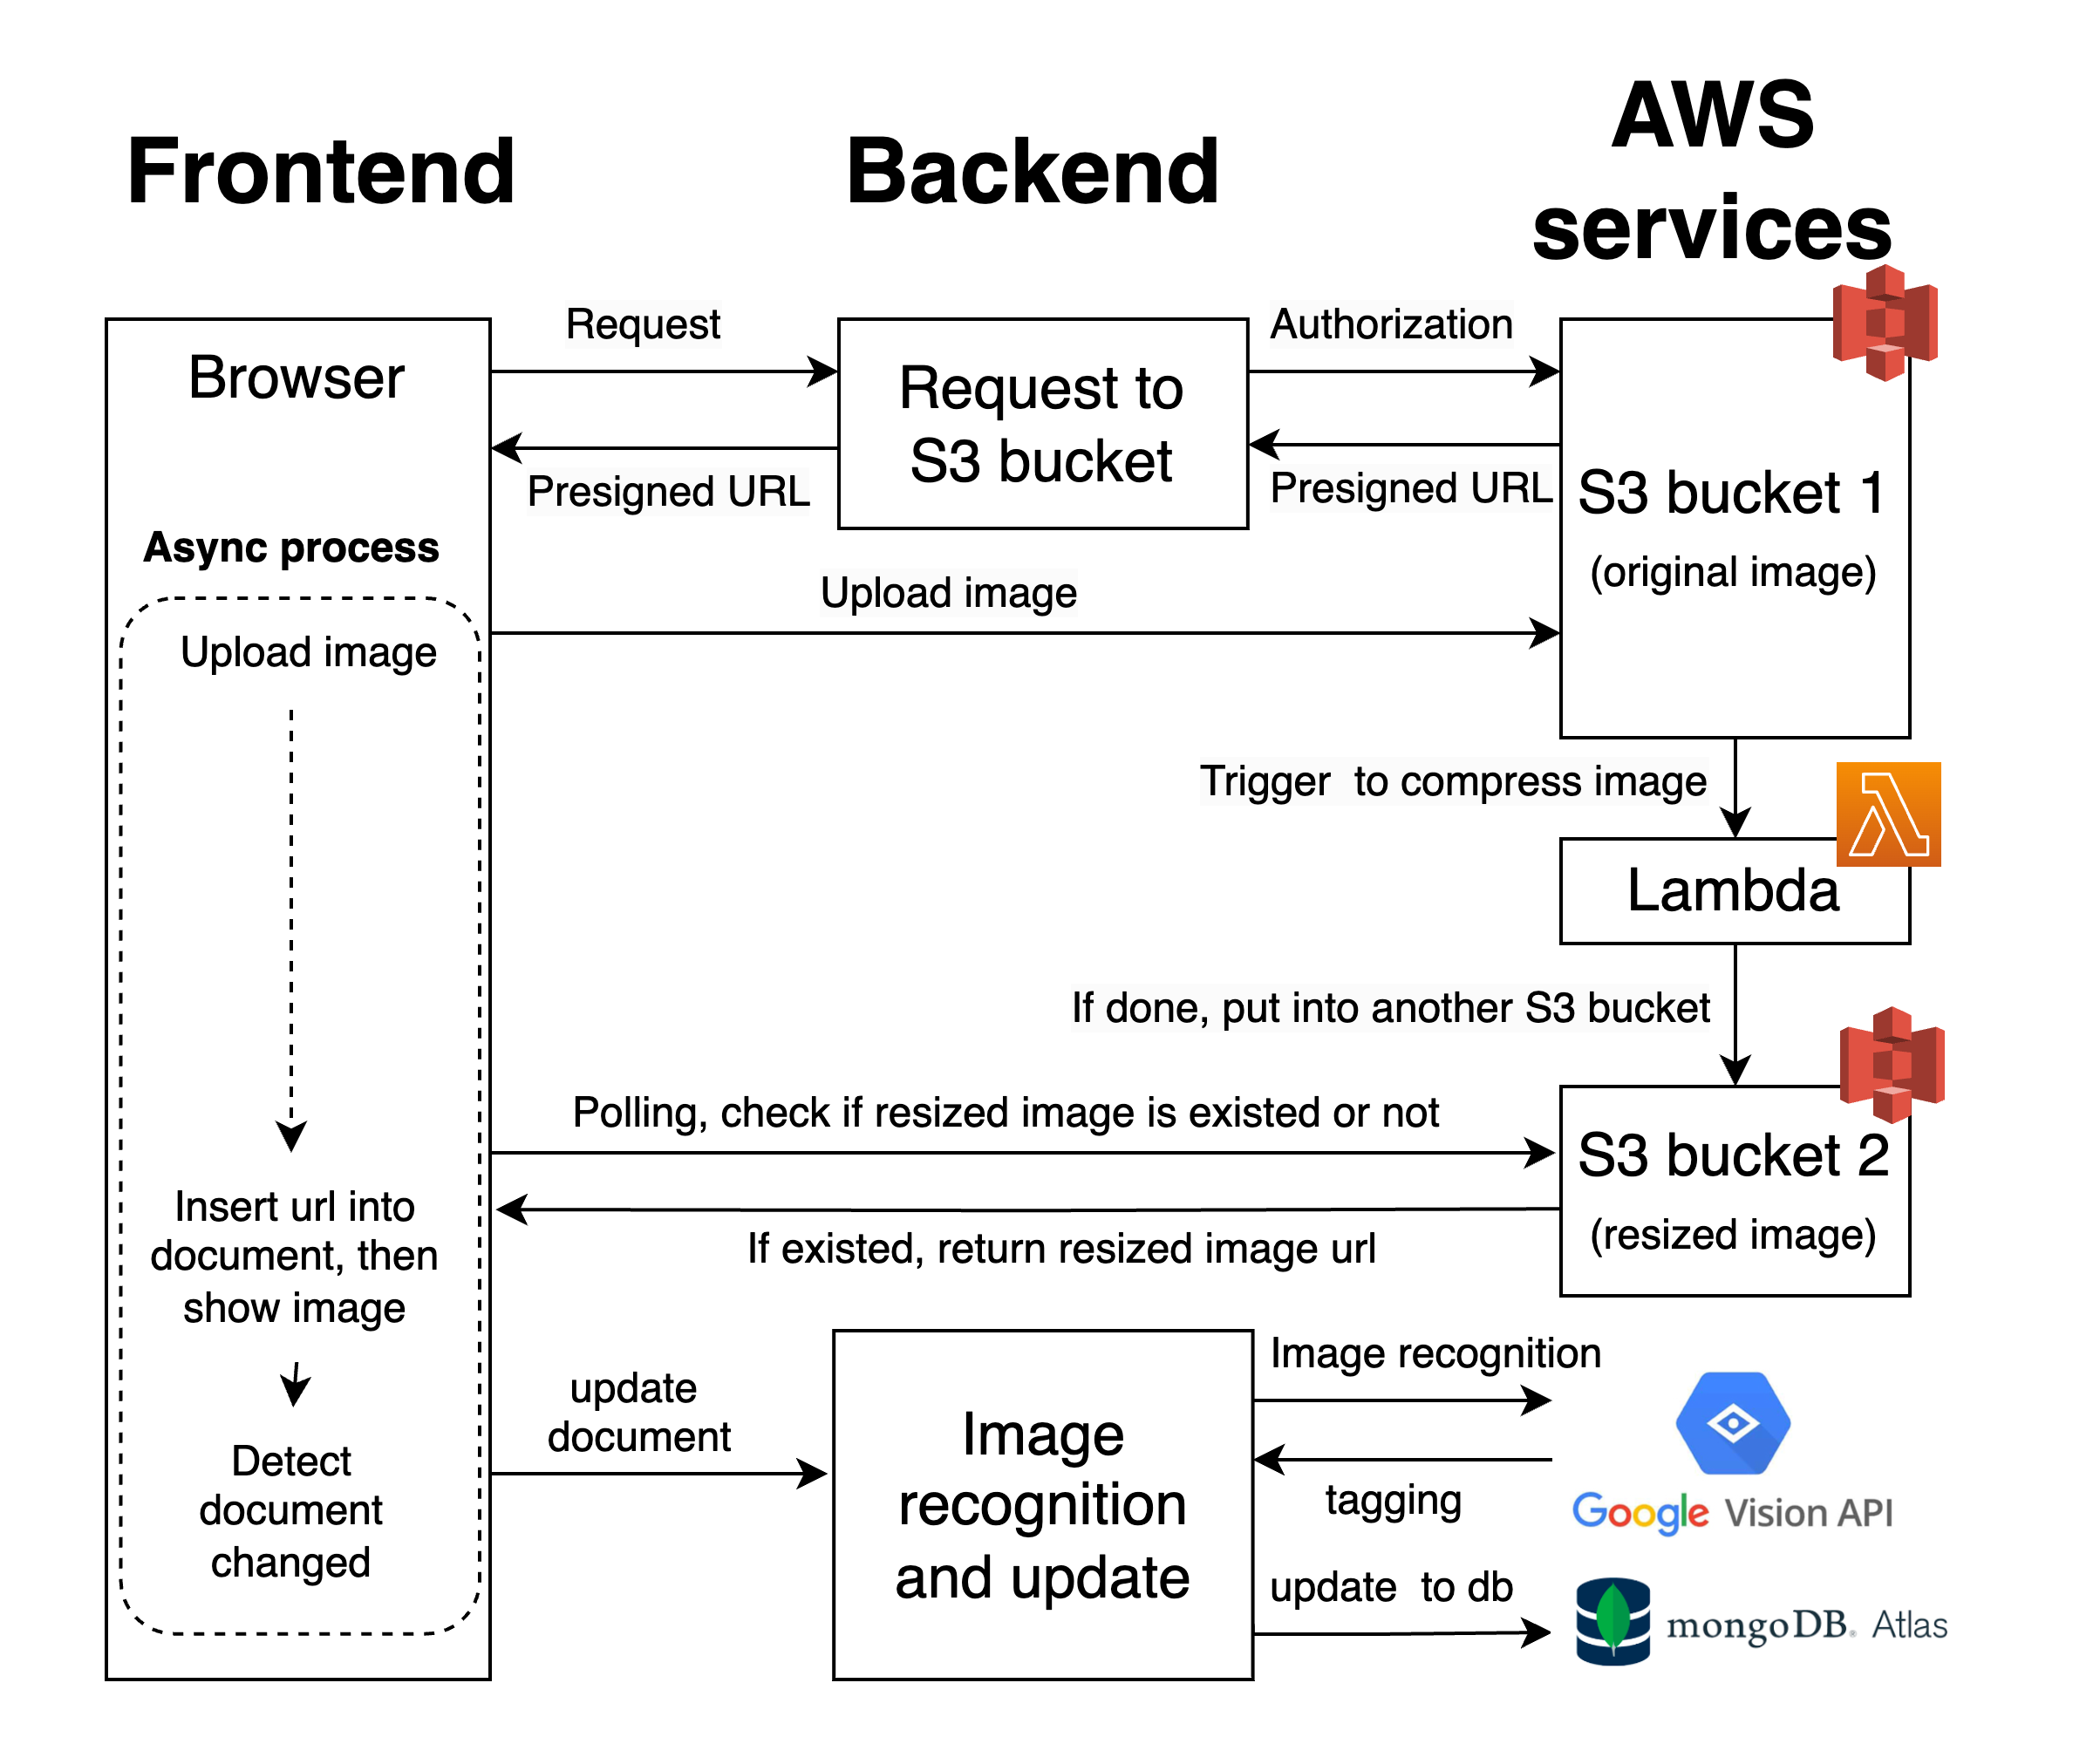 Frontend
Backend
AWS
services
Browser
Request
Request to
S3 bucket
Authorization
Presigned URL
Presigned URL
S3 bucket 1
(original image)
Async process
Upload image
Upload image
Trigger  to compress image
Lambda
If done, put into another S3 bucket
Polling, check if resized image is existed or not
S3 bucket 2
(resized image)
Insert url into
document, then
show image
If existed, return resized image url
Detect
document
changed
update
document
Image
recognition
and update
Image recognition
tagging
Google Vision API
update  to db
mongoDB® Atlas